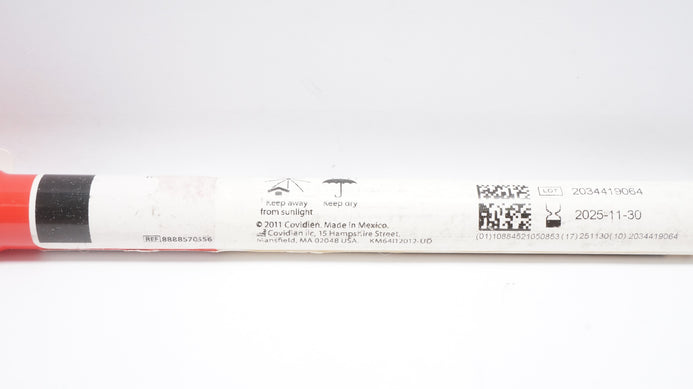 REF 8888570556
Keep away from sunlight
Keep dry
© 2011 Covidien. Made in Mexico.
Covidien llc, 15 Hampshire Street,
Mansfield, MA 02048 USA. KM64112012-UD
LOT 2034419064
2025-11-30
(01)10884521050853(17)251130(10)2034419064